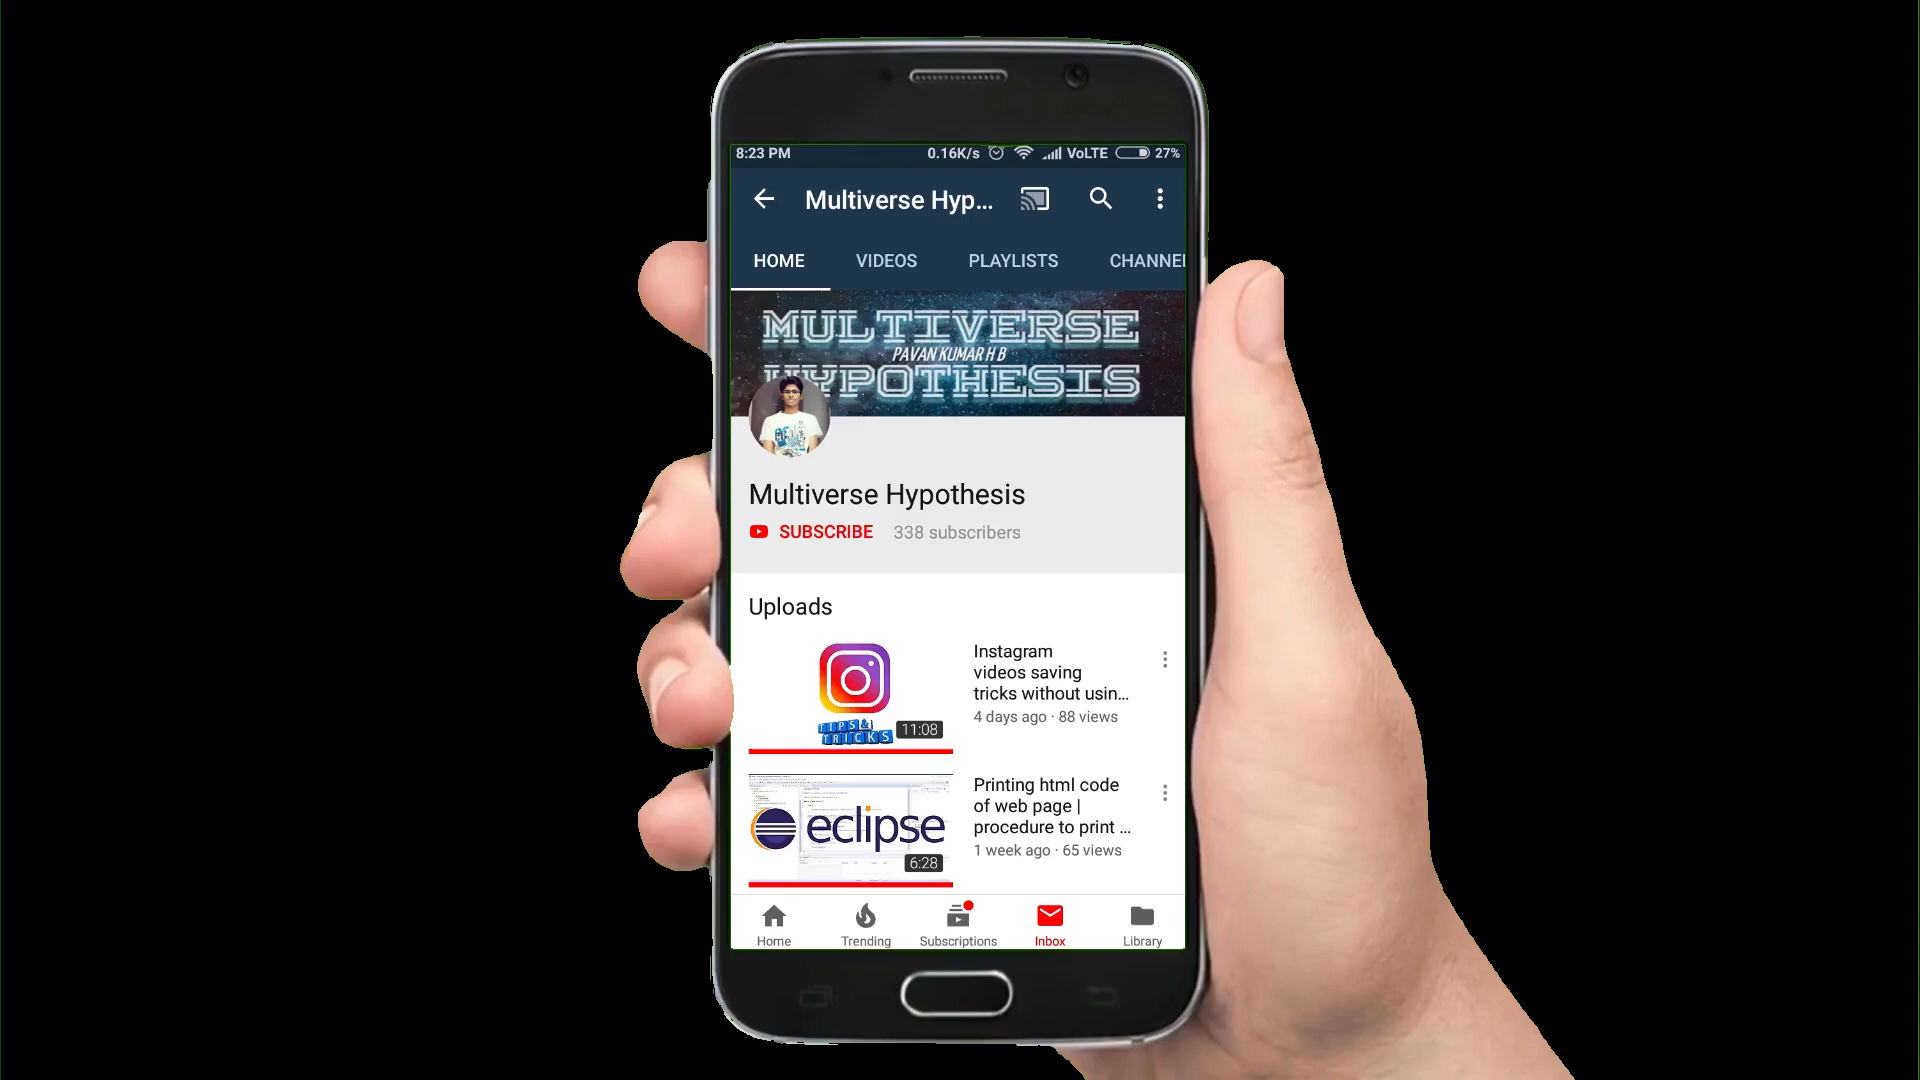 8:23 PM 0.16K/s VoLTE 27%
Multiverse Hyp...
HOME VIDEOS PLAYLISTS CHANNEL
MULTIVERSE
PAVAN KUMAR H B
HYPOTHESIS
Multiverse Hypothesis
SUBSCRIBE 338 subscribers
Uploads
Instagram
videos saving
tricks without usin...
4 days ago · 88 views
TIPS &
TRICKS
11:08
Printing html code
of web page |
procedure to print ...
1 week ago · 65 views
eclipse
6:28
Home Trending Subscriptions Inbox Library